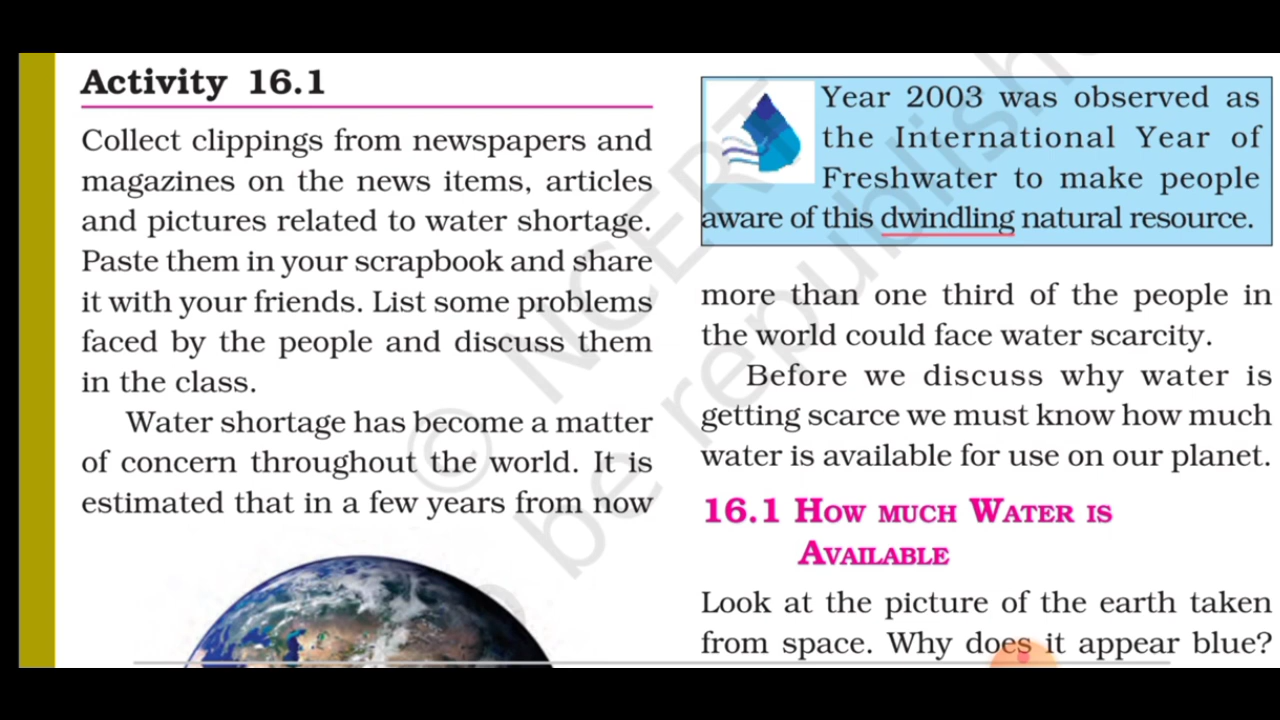 Activity 16.1
Collect clippings from newspapers and
magazines on the news items, articles
and pictures related to water shortage.
Paste them in your scrapbook and share
it with your friends. List some problems
faced by the people and discuss them
in the class.
Water shortage has become a matter
of concern throughout the world. It is
estimated that in a few years from now
Year 2003 was observed as
the International Year of
Freshwater to make people
aware of this dwindling natural resource.
more than one third of the people in
the world could face water scarcity.
Before we discuss why water is
getting scarce we must know how much
water is available for use on our planet.
16.1 HOW MUCH WATER IS
AVAILABLE
Look at the picture of the earth taken
from space. Why does it appear blue?
© NCERT
be republish